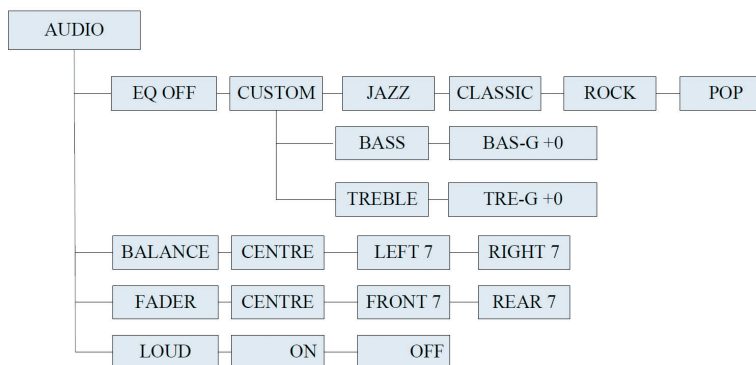 AUDIO
EQ OFF CUSTOM JAZZ CLASSIC ROCK POP
BASS BAS-G +0
TREBLE TRE-G +0
BALANCE CENTRE LEFT 7 RIGHT 7
FADER CENTRE FRONT 7 REAR 7
LOUD ON OFF